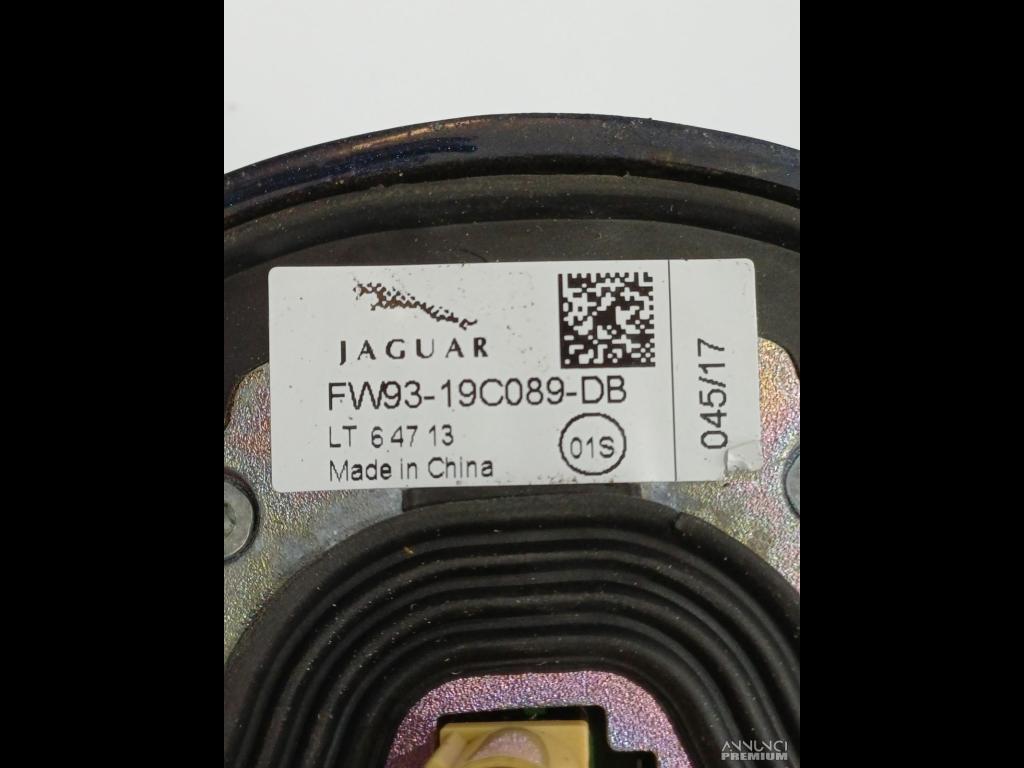 JAGUAR
FW93-19C089-DB
LT 6 47 13
01S
Made in China
045/17
ANNUNCI
PREMIUM